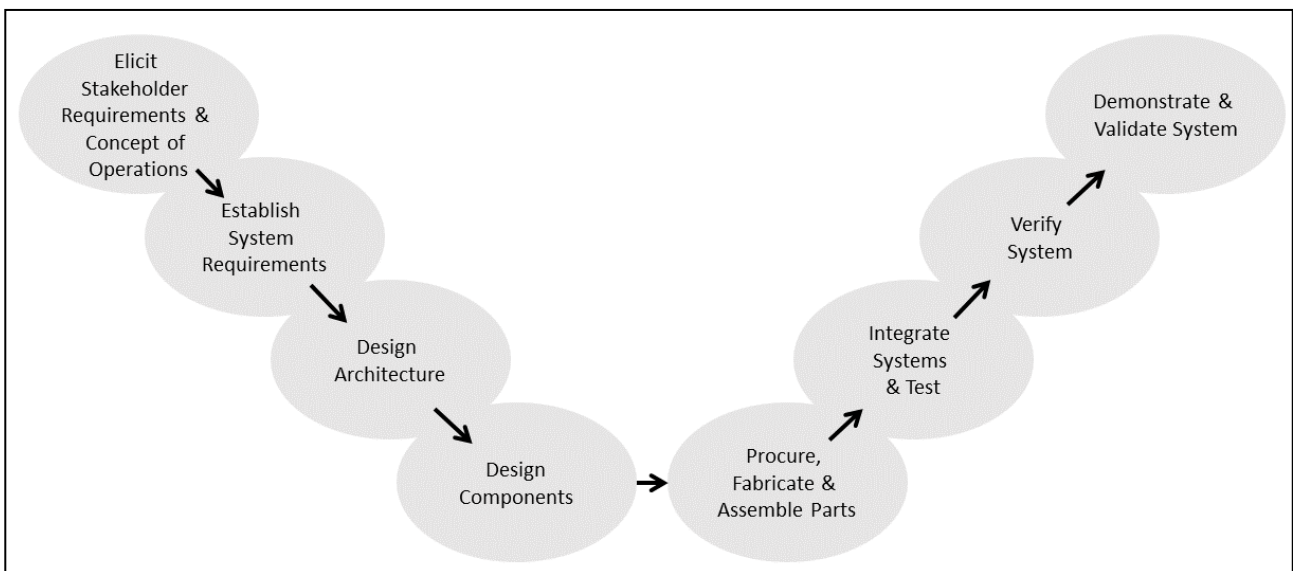 Elicit
Stakeholder
Requirements &
Concept of
Operations
Establish
System
Requirements
Design
Architecture
Design
Components
Procure,
Fabricate &
Assemble Parts
Integrate
Systems
& Test
Verify
System
Demonstrate &
Validate System